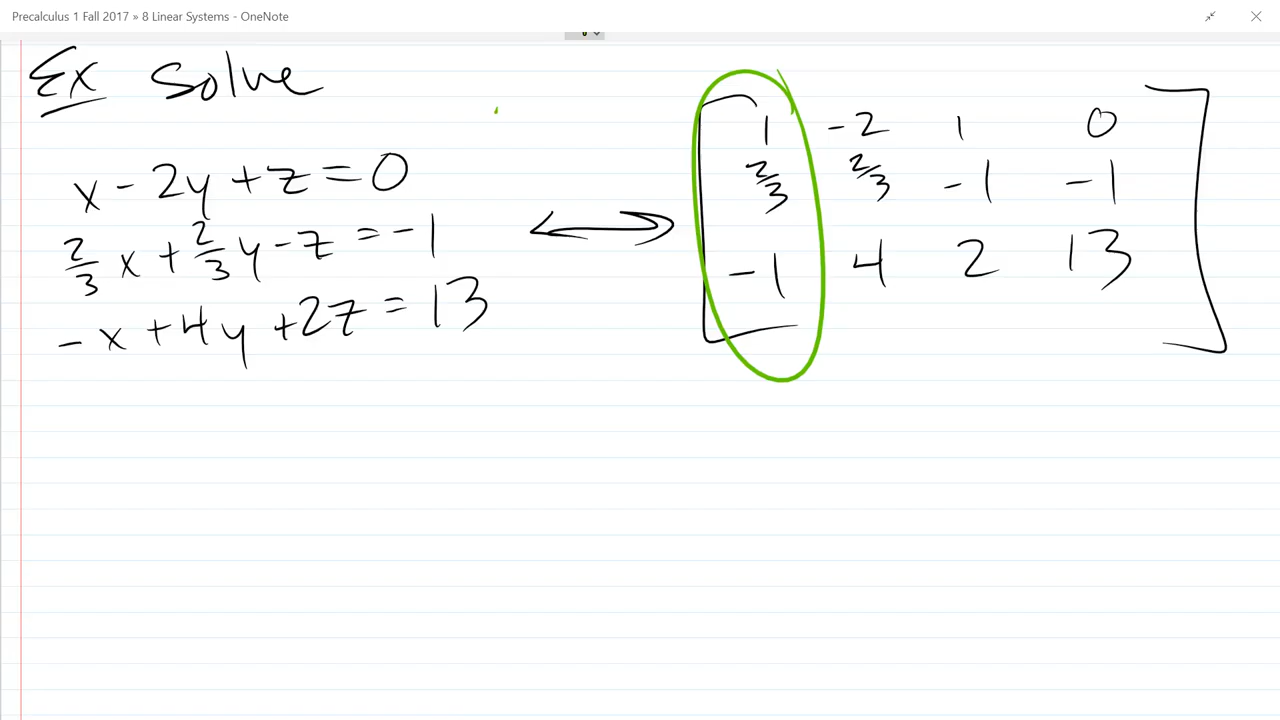 Precalculus 1 Fall 2017 » 8 Linear Systems - OneNote
Ex Solve
x - 2y + z = 0
2/3 x + 2/3 y - z = -1
-x + 4y + 2z = 13
1 -2 1 0
2/3 2/3 -1 -1
-1 4 2 13